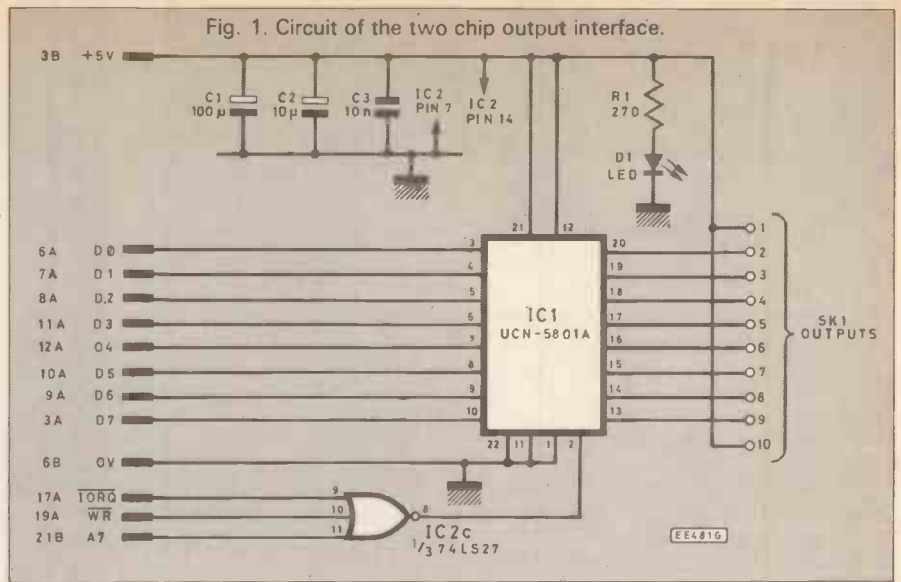 Fig. 1. Circuit of the two chip output interface.
3B +5V
C1 100µ
C2 10µ
C3 10n
IC2 PIN 7
IC2 PIN 14
R1 270
D1 LED
21 12
6A D0 3 20 1
7A D1 4 19 2
8A D.2 5 18 3
11A D3 6 17 4
12A 04 7 16 5
10A D5 8 15 6
9A D6 9 14 7
3A D7 10 13 8
9
10
IC1
UCN-5801A
SK1
OUTPUTS
22 11 1 2
6B 0V
17A IORQ 9
19A WR 10 8
21B A7 11
IC2c
1/3 74LS27
EE481G